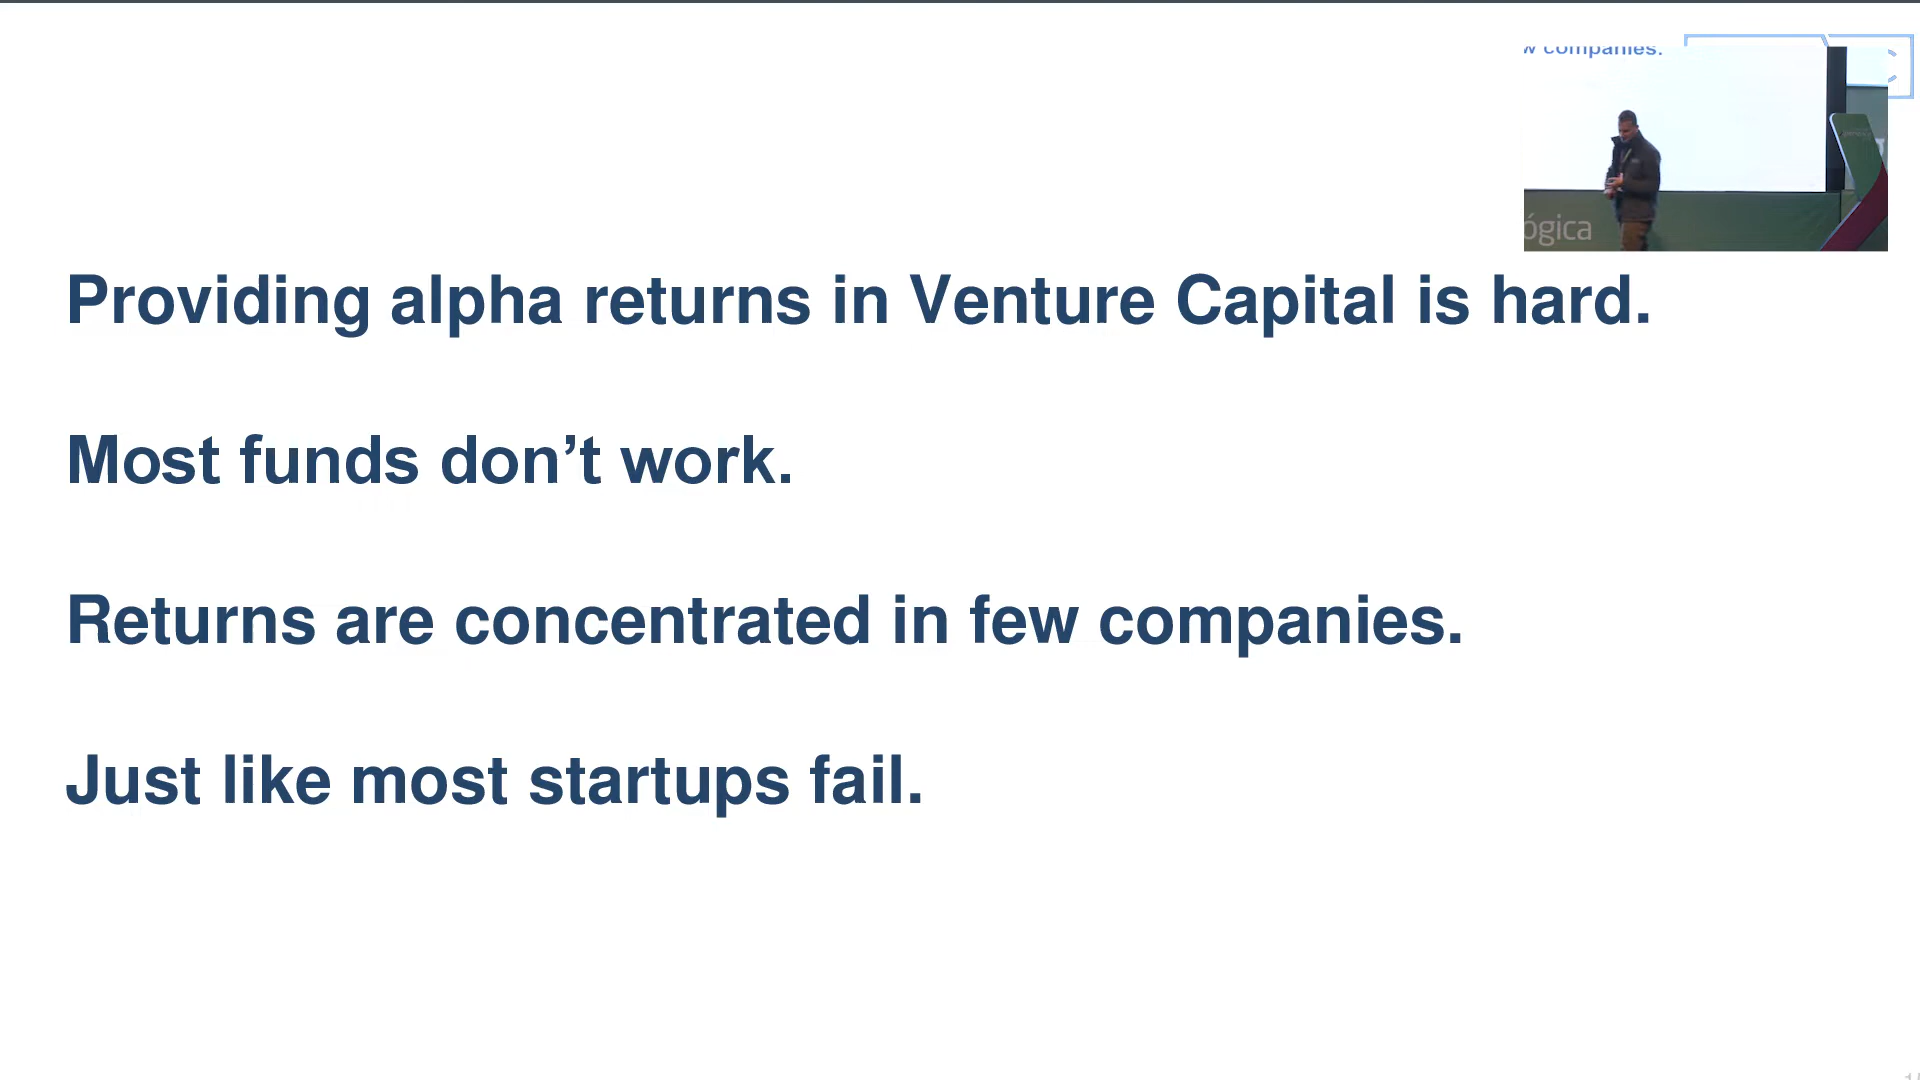 w companies.
C
ógica
Providing alpha returns in Venture Capital is hard.
Most funds don’t work.
Returns are concentrated in few companies.
Just like most startups fail.